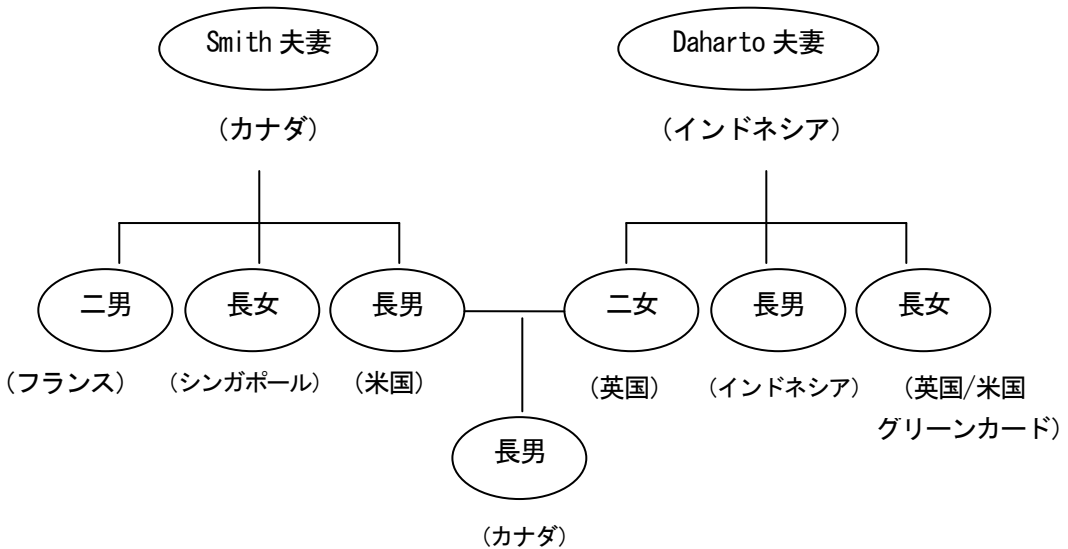 Smith 夫妻
Daharto 夫妻
(カナダ)
(インドネシア)
二男
長女
長男
二女
長男
長女
(フランス)
(シンガポール)
(米国)
(英国)
(インドネシア)
(英国/米国
グリーンカード)
長男
(カナダ)